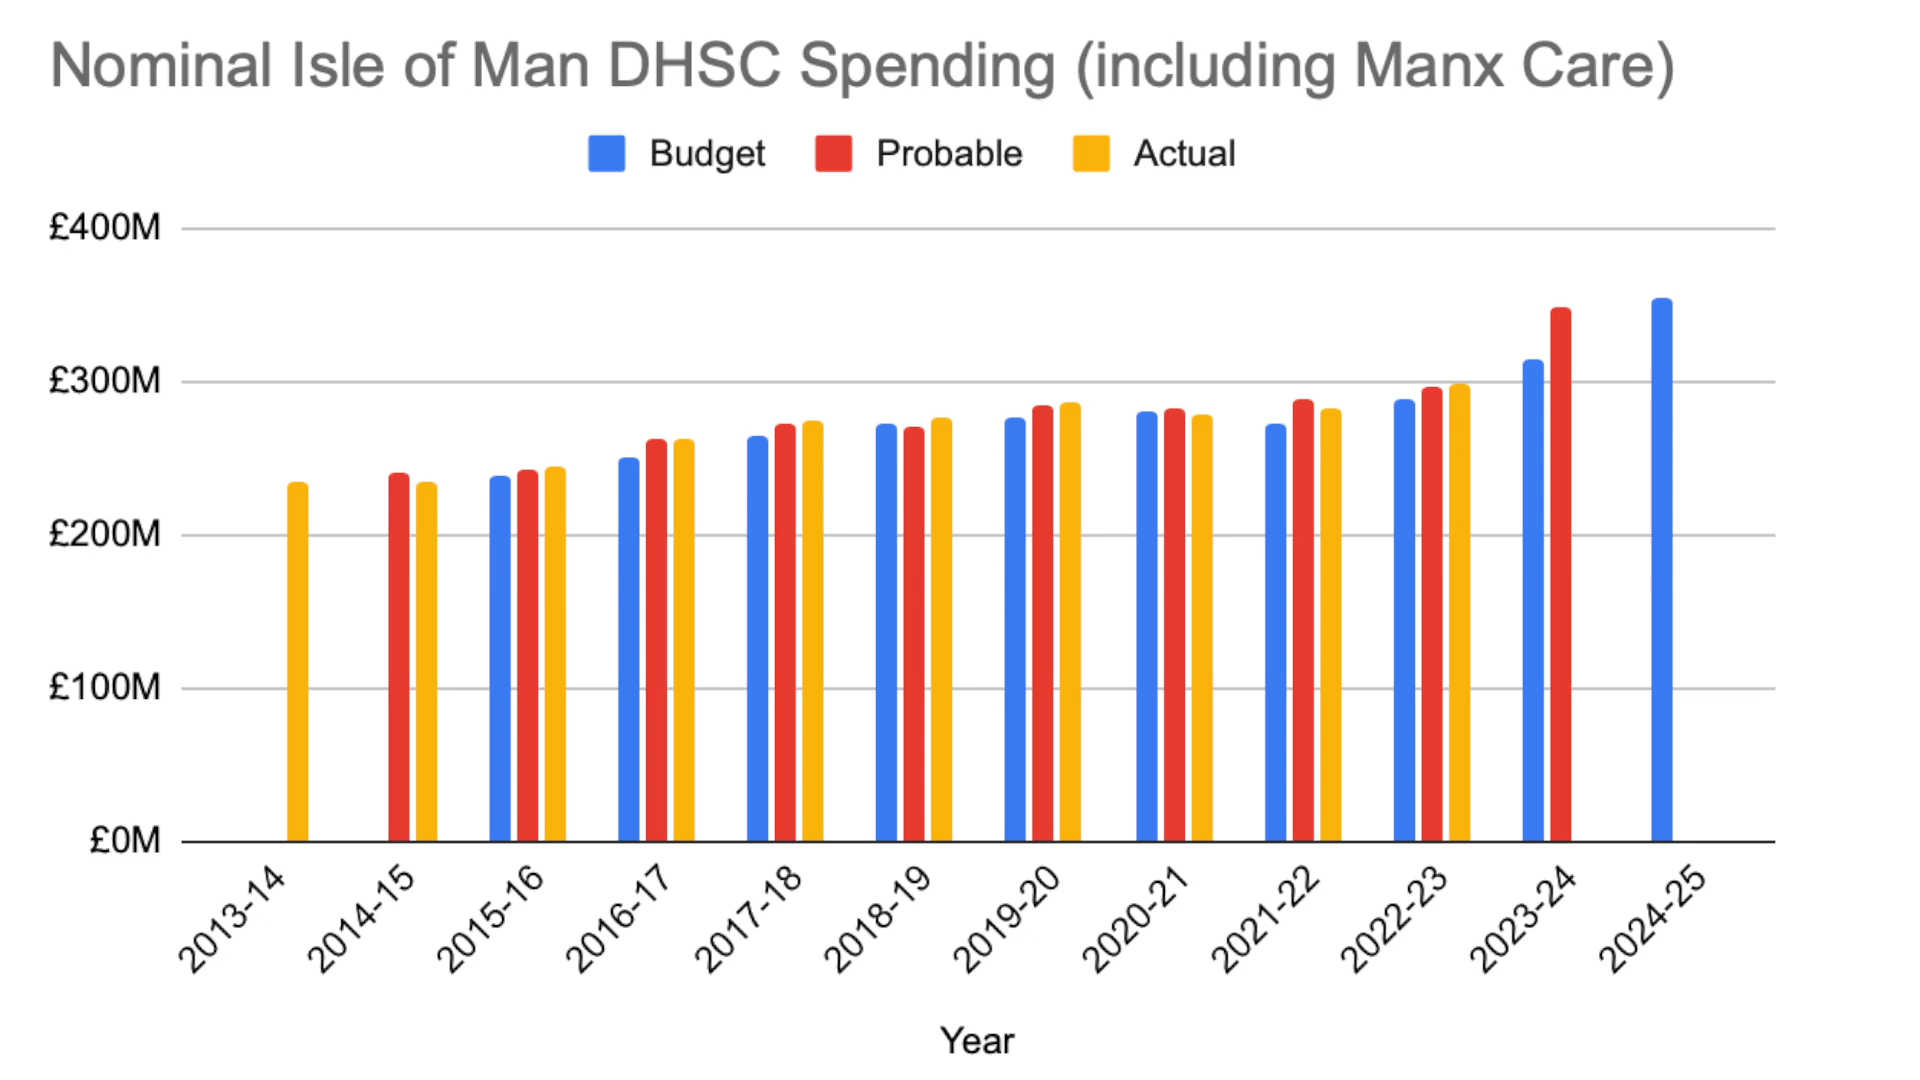 Nominal Isle of Man DHSC Spending (including Manx Care)
Budget Probable Actual
£400M
£300M
£200M
£100M
£0M
2013-14 2014-15 2015-16 2016-17 2017-18 2018-19 2019-20 2020-21 2021-22 2022-23 2023-24 2024-25
Year